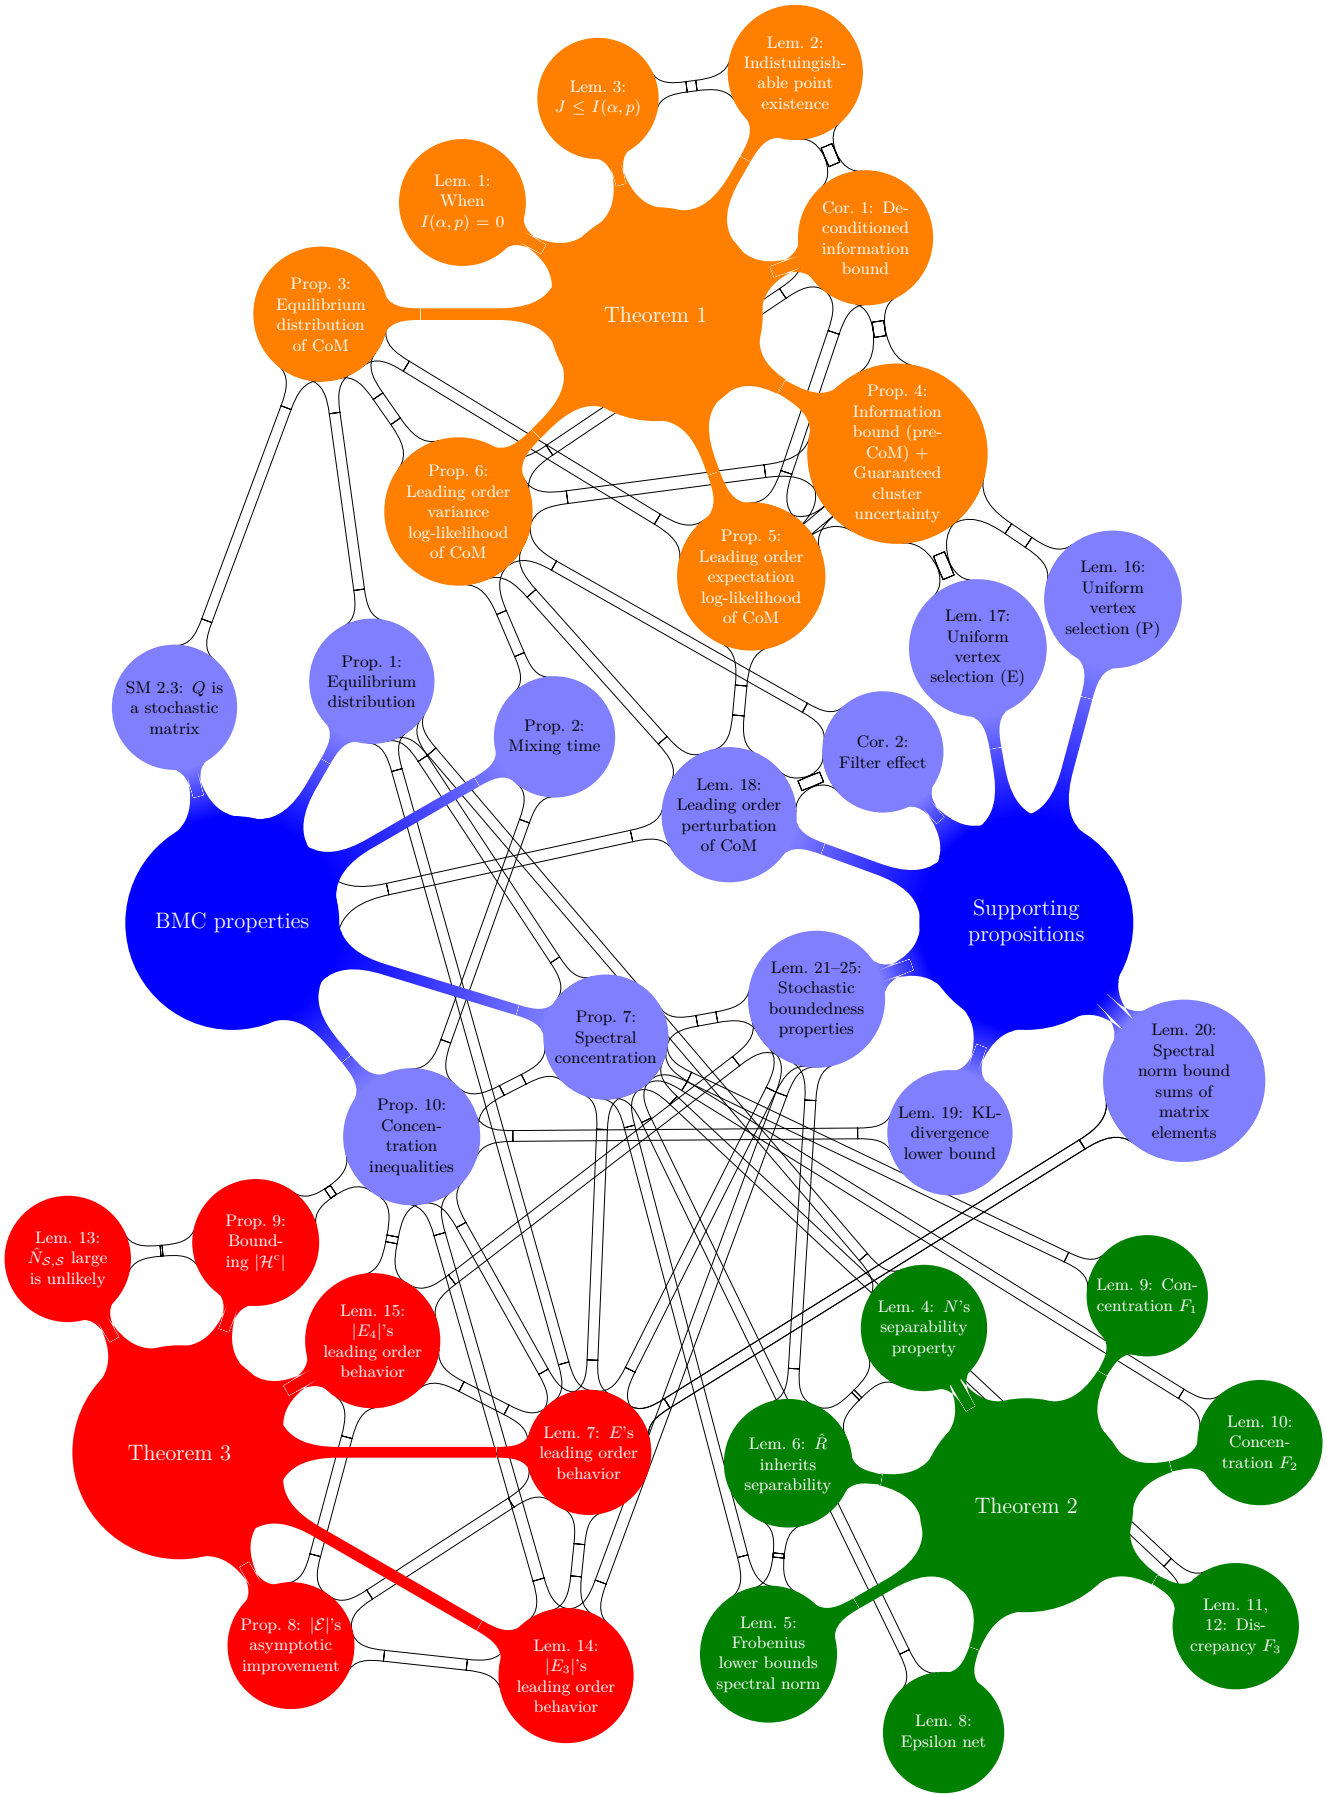 Lem. 2:
Indistuingish-
able point
existence
Lem. 3:
J ≤ I(α, p)
Lem. 1:
When
I(α, p) = 0
Cor. 1: De-
conditioned
information
bound
Prop. 3:
Equilibrium
distribution
of CoM
Theorem 1
Prop. 4:
Information
bound (pre-
CoM) +
Guaranteed
cluster
uncertainty
Prop. 6:
Leading order
variance
log-likelihood
of CoM
Prop. 5:
Leading order
expectation
log-likelihood
of CoM
Lem. 16:
Uniform
vertex
selection (P)
Lem. 17:
Uniform
vertex
selection (E)
SM 2.3: Q is
a stochastic
matrix
Prop. 1:
Equilibrium
distribution
Prop. 2:
Mixing time
Cor. 2:
Filter effect
Lem. 18:
Leading order
perturbation
of CoM
BMC properties
Supporting
propositions
Lem. 21–25:
Stochastic
boundedness
properties
Prop. 7:
Spectral
concentration
Lem. 20:
Spectral
norm bound
sums of
matrix
elements
Prop. 10:
Concen-
tration
inequalities
Lem. 19: KL-
divergence
lower bound
Lem. 13:
N̂_{S,S} large
is unlikely
Prop. 9:
Bound-
ing |ℋᶜ|
Lem. 15:
|E₄|'s
leading order
behavior
Lem. 4: N's
separability
property
Lem. 9: Con-
centration F₁
Theorem 3
Lem. 7: E's
leading order
behavior
Lem. 6: R̂
inherits
separability
Lem. 10:
Concen-
tration F₂
Theorem 2
Prop. 8: |ℰ|'s
asymptotic
improvement
Lem. 14:
|E₃|'s
leading order
behavior
Lem. 5:
Frobenius
lower bounds
spectral norm
Lem. 11,
12: Dis-
crepancy F₃
Lem. 8:
Epsilon net